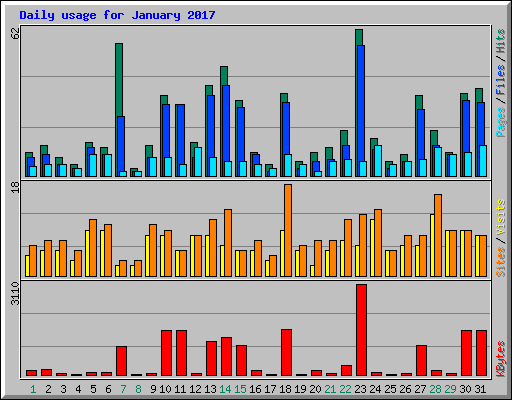 Daily usage for January 2017
62
Pages / Files / Hits
18
Sites / Visits
3110
KBytes
1 2 3 4 5 6 7 8 9 10 11 12 13 14 15 16 17 18 19 20 21 22 23 24 25 26 27 28 29 30 31